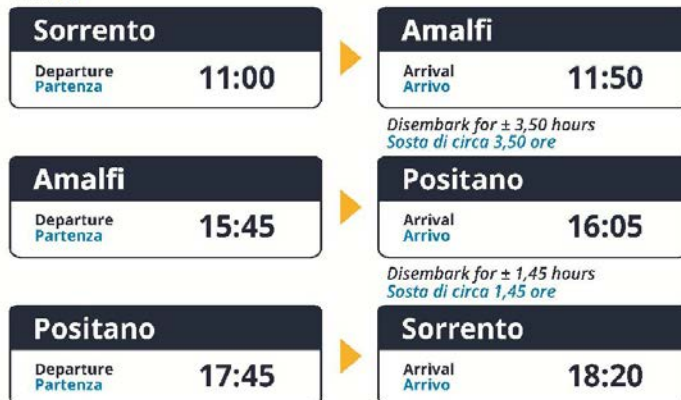 Sorrento
Departure
Partenza
11:00
Amalfi
Arrival
Arrivo
11:50
Disembark for ± 3,50 hours
Sosta di circa 3,50 ore
Amalfi
Departure
Partenza
15:45
Positano
Arrival
Arrivo
16:05
Disembark for ± 1,45 hours
Sosta di circa 1,45 ore
Positano
Departure
Partenza
17:45
Sorrento
Arrival
Arrivo
18:20